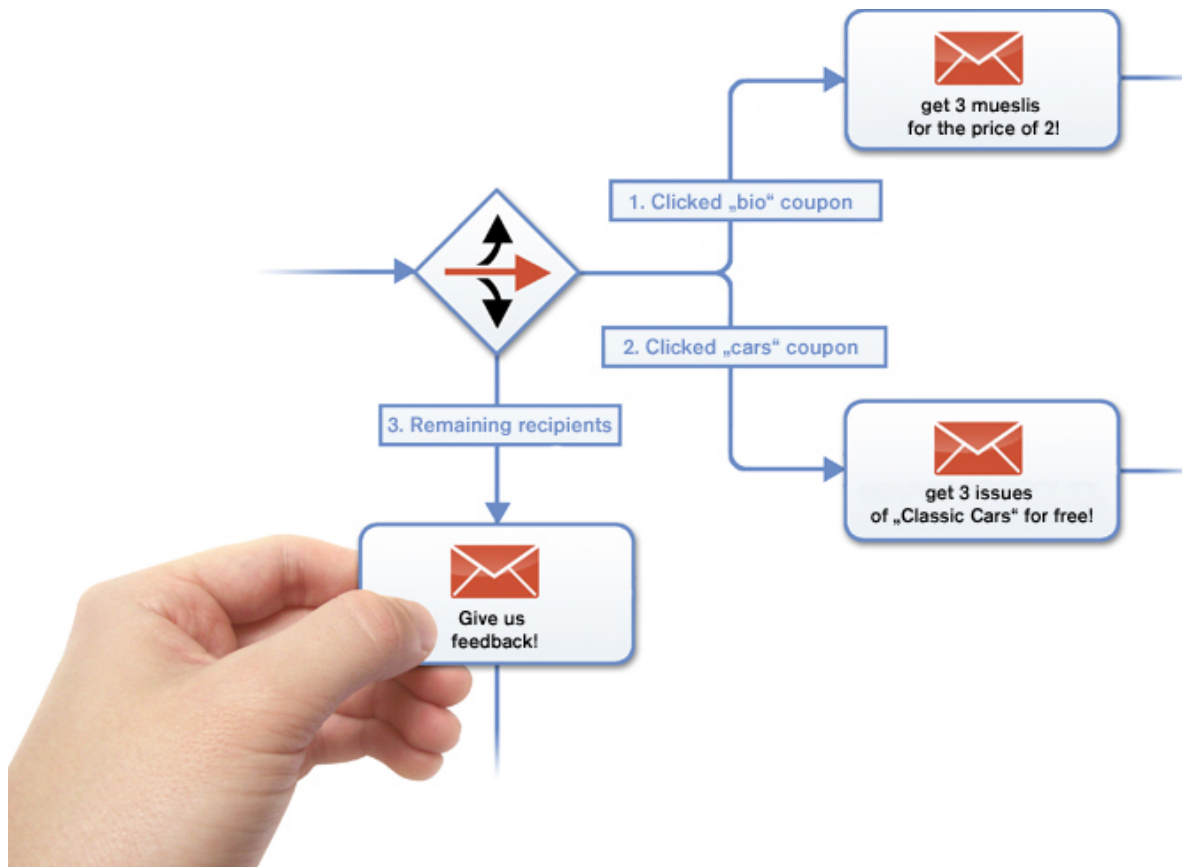 get 3 mueslis
for the price of 2!
1. Clicked „bio“ coupon
2. Clicked „cars“ coupon
3. Remaining recipients
get 3 issues
of „Classic Cars“ for free!
Give us
feedback!